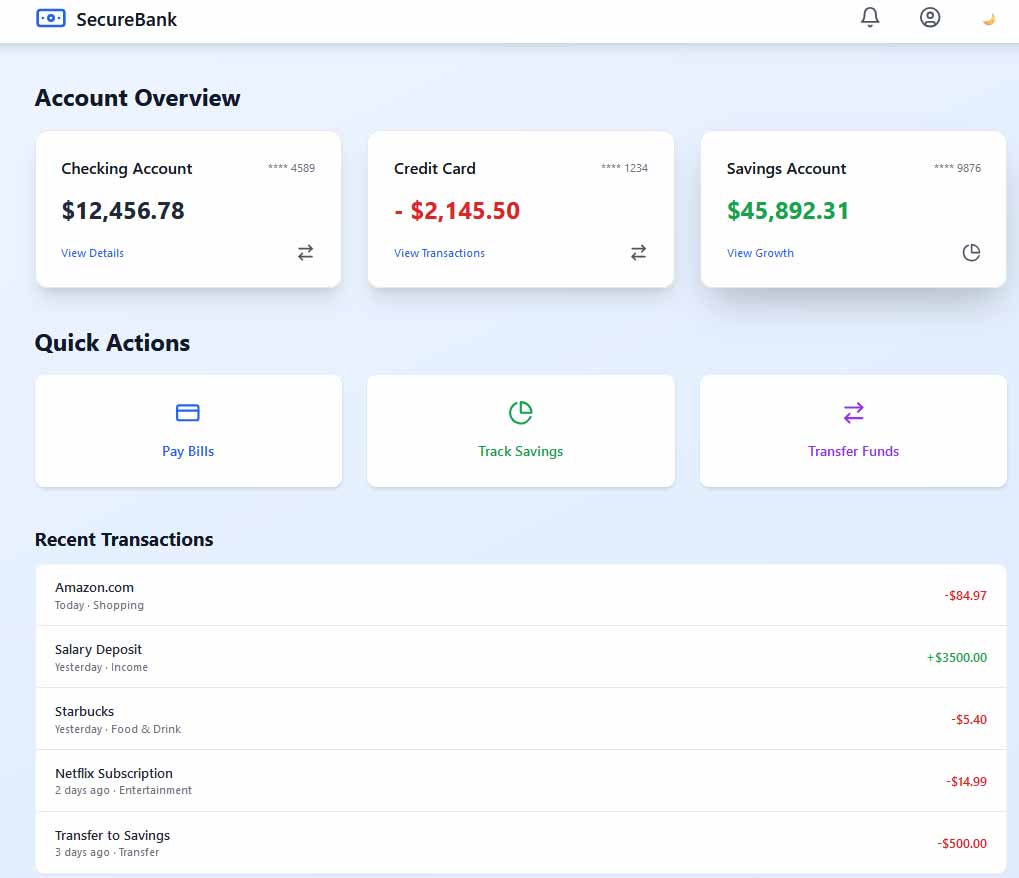 SecureBank
Account Overview
Checking Account **** 4589
$12,456.78
View Details
Credit Card **** 1234
- $2,145.50
View Transactions
Savings Account **** 9876
$45,892.31
View Growth
Quick Actions
Pay Bills
Track Savings
Transfer Funds
Recent Transactions
Amazon.com
Today · Shopping
-$84.97
Salary Deposit
Yesterday · Income
+$3500.00
Starbucks
Yesterday · Food & Drink
-$5.40
Netflix Subscription
2 days ago · Entertainment
-$14.99
Transfer to Savings
3 days ago · Transfer
-$500.00